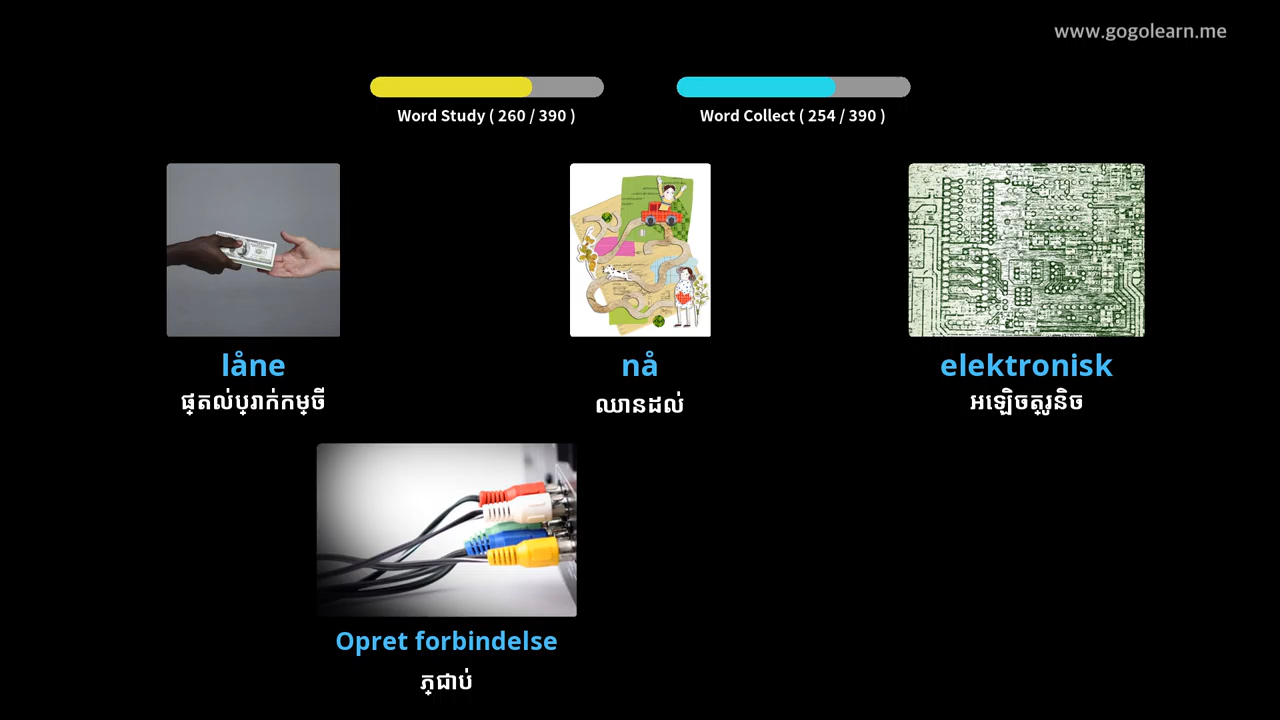 www.gogolearn.me
Word Study ( 260 / 390 )
Word Collect ( 254 / 390 )
låne
nå
elektronisk
ផ្តល់ប្រាក់កម្ចី
ឈានដល់
អេឡិចត្រូនិច
Opret forbindelse
ភ្ជាប់